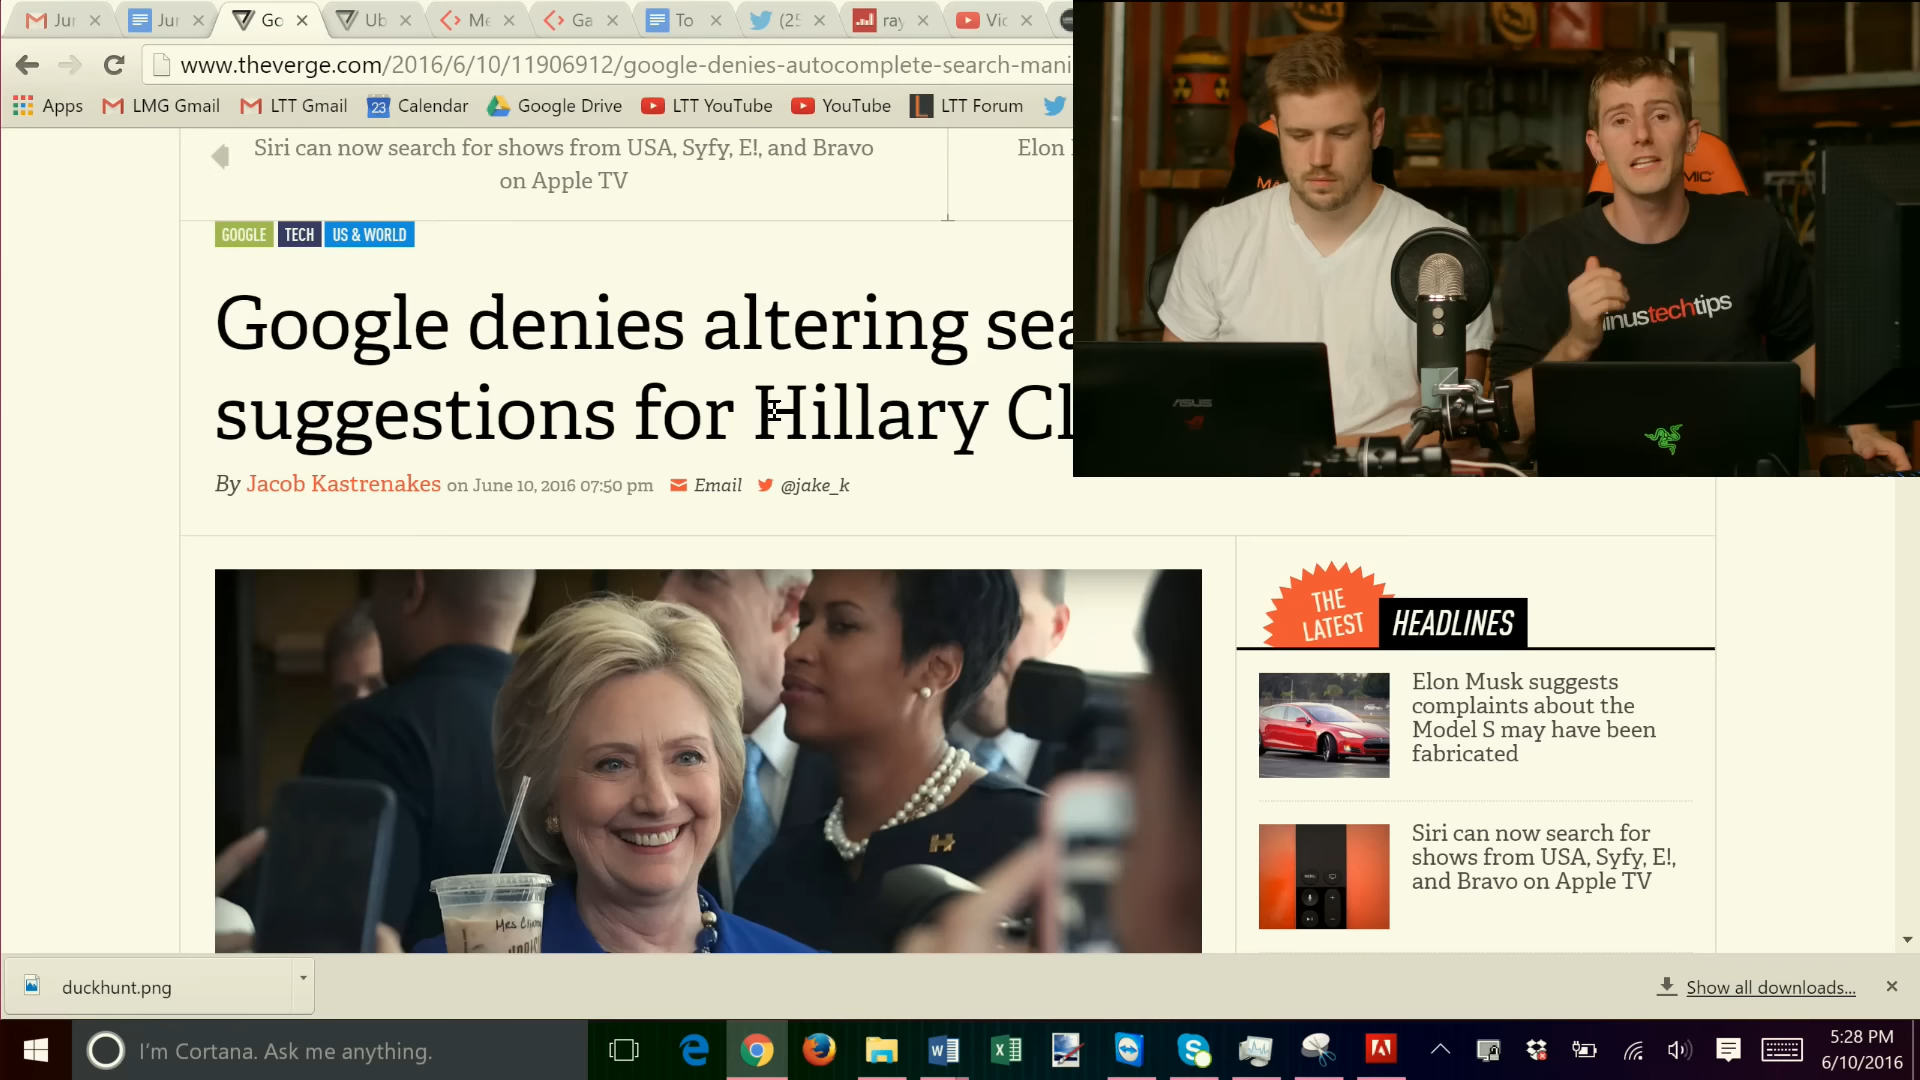 Jur
Jur
Go
Ub
Me
Ga
To
(25
ray
Vic
www.theverge.com/2016/6/10/11906912/google-denies-autocomplete-search-mani
Apps
LMG Gmail
LTT Gmail
23
Calendar
Google Drive
LTT YouTube
YouTube
LTT Forum
Siri can now search for shows from USA, Syfy, E!, and Bravo
on Apple TV
Elon
GOOGLE
TECH
US & WORLD
Google denies altering sea
suggestions for Hillary Cl
By Jacob Kastrenakes on June 10, 2016 07:50 pm Email @jake_k
MIC
inustechtips
ASUS
THE
LATEST
HEADLINES
Elon Musk suggests
complaints about the
Model S may have been
fabricated
Siri can now search for
shows from USA, Syfy, E!,
and Bravo on Apple TV
duckhunt.png
Show all downloads...
I'm Cortana. Ask me anything.
5:28 PM
6/10/2016